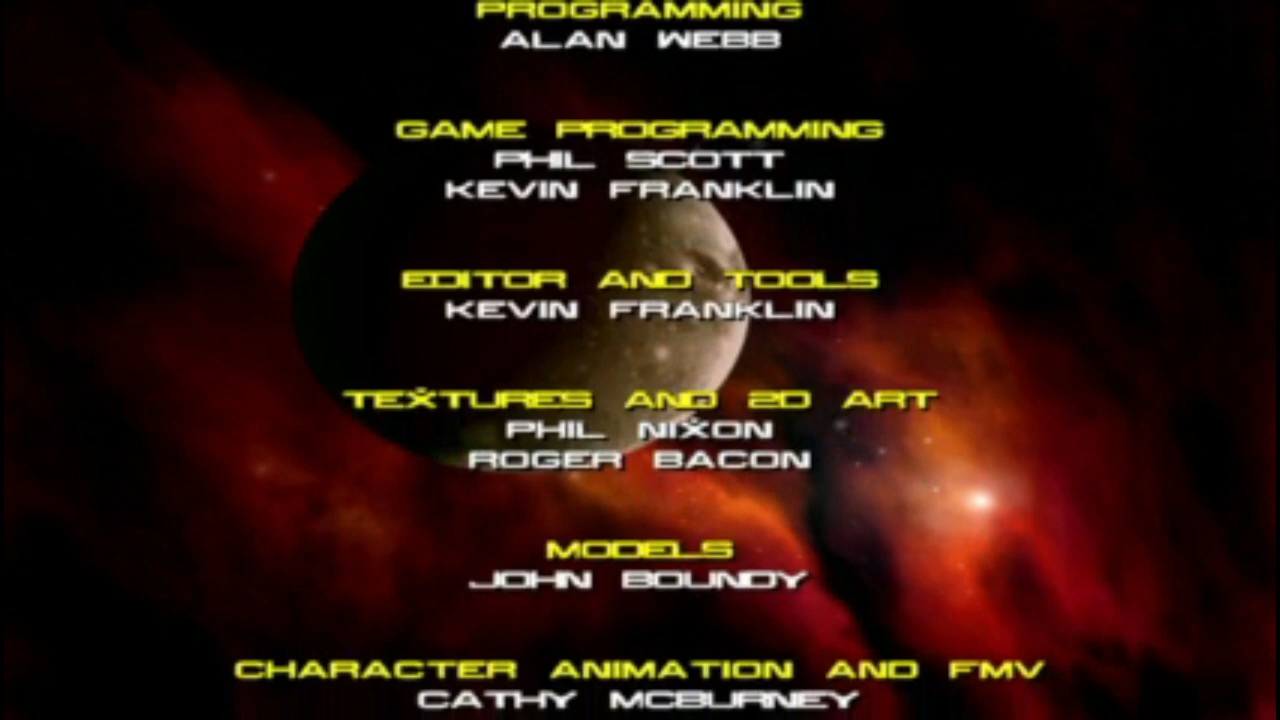 PROGRAMMING
ALAN WEBB
GAME PROGRAMMING
PHIL SCOTT
KEVIN FRANKLIN
EDITOR AND TOOLS
KEVIN FRANKLIN
TEXTURES AND 2D ART
PHIL NIXON
ROGER BACON
MODELS
JOHN BOUNDY
CHARACTER ANIMATION AND FMV
CATHY MCBURNEY